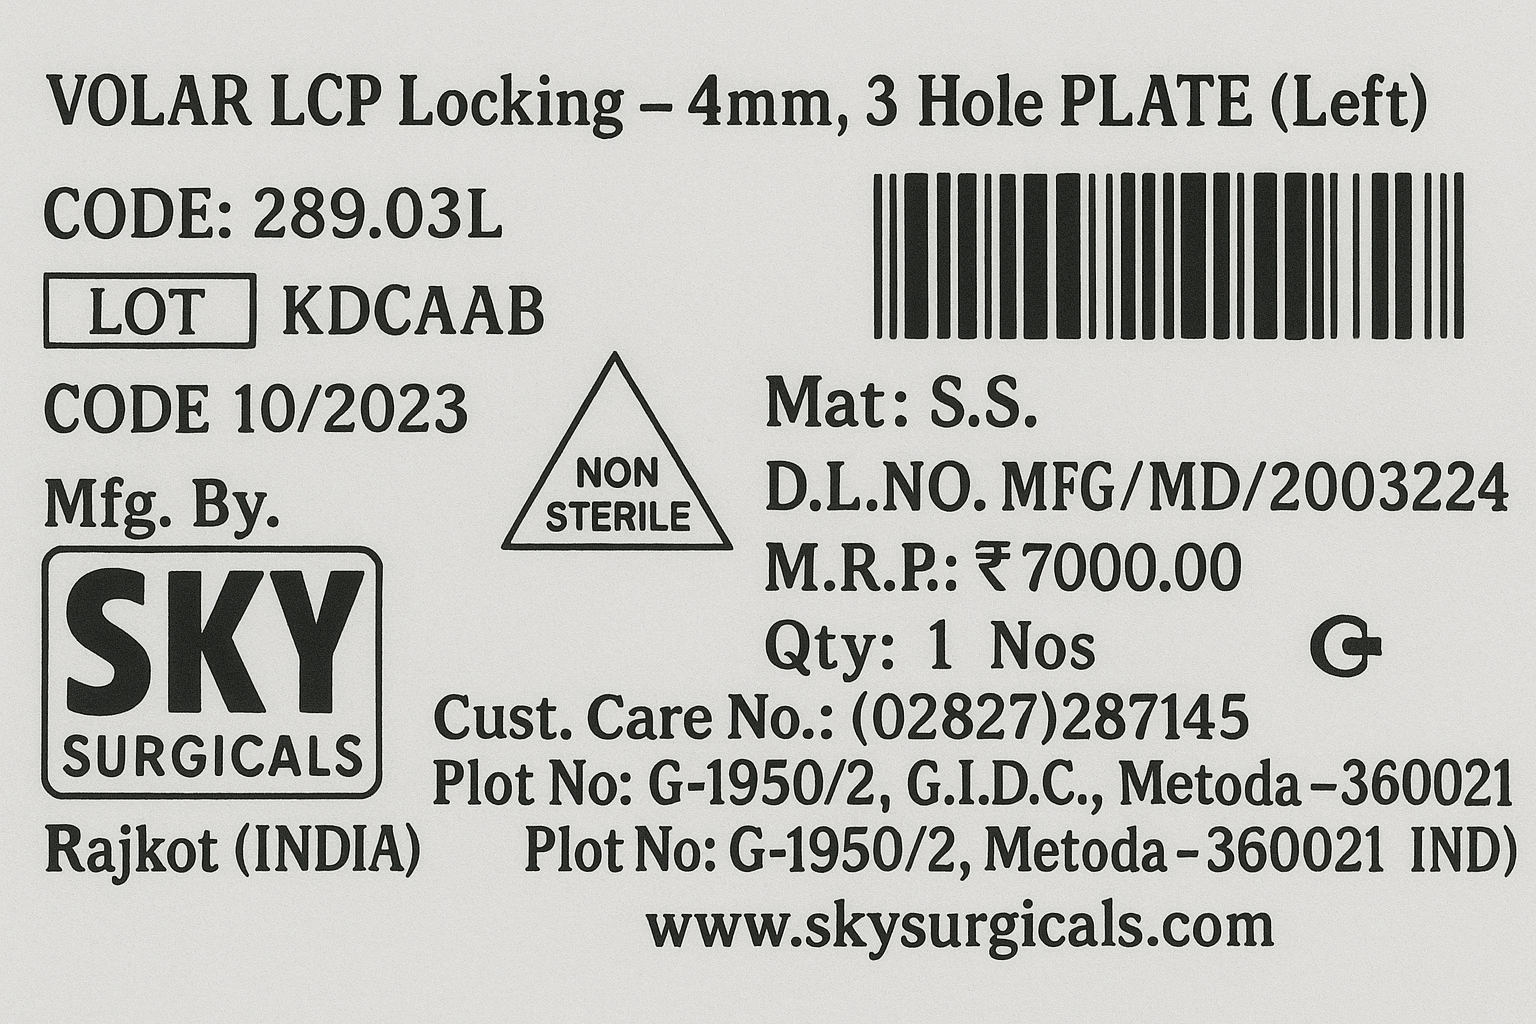 VOLAR LCP Locking – 4mm, 3 Hole PLATE (Left)
CODE: 289.03L
LOT KDCAAB
CODE 10/2023
NON
STERILE
Mfg. By.
SKY
SURGICALS
Rajkot (INDIA)
Mat: S.S.
D.L.NO. MFG/MD/2003224
M.R.P.: ₹7000.00
Qty: 1 Nos
Cust. Care No.: (02827)287145
Plot No: G-1950/2, G.I.D.C., Metoda-360021
Plot No: G-1950/2, Metoda-360021 IND)
www.skysurgicals.com